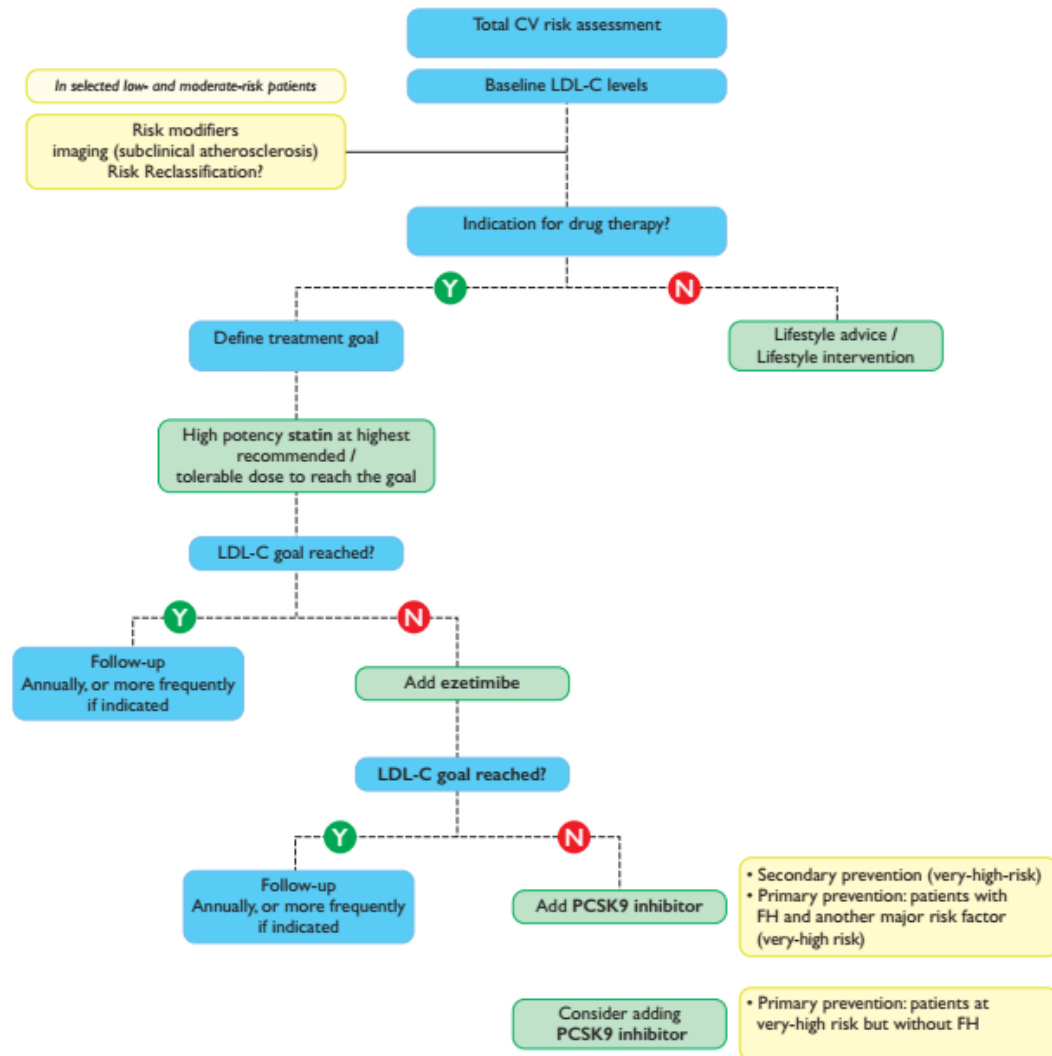 Total CV risk assessment
In selected low- and moderate-risk patients
Baseline LDL-C levels
Risk modifiers
imaging (subclinical atherosclerosis)
Risk Reclassification?
Indication for drug therapy?
Y
N
Define treatment goal
Lifestyle advice /
Lifestyle intervention
High potency statin at highest
recommended /
tolerable dose to reach the goal
LDL-C goal reached?
Y
N
Follow-up
Annually, or more frequently
if indicated
Add ezetimibe
LDL-C goal reached?
Y
N
Follow-up
Annually, or more frequently
if indicated
Add PCSK9 inhibitor
• Secondary prevention (very-high-risk)
• Primary prevention: patients with
FH and another major risk factor
(very-high risk)
Consider adding
PCSK9 inhibitor
• Primary prevention: patients at
very-high risk but without FH